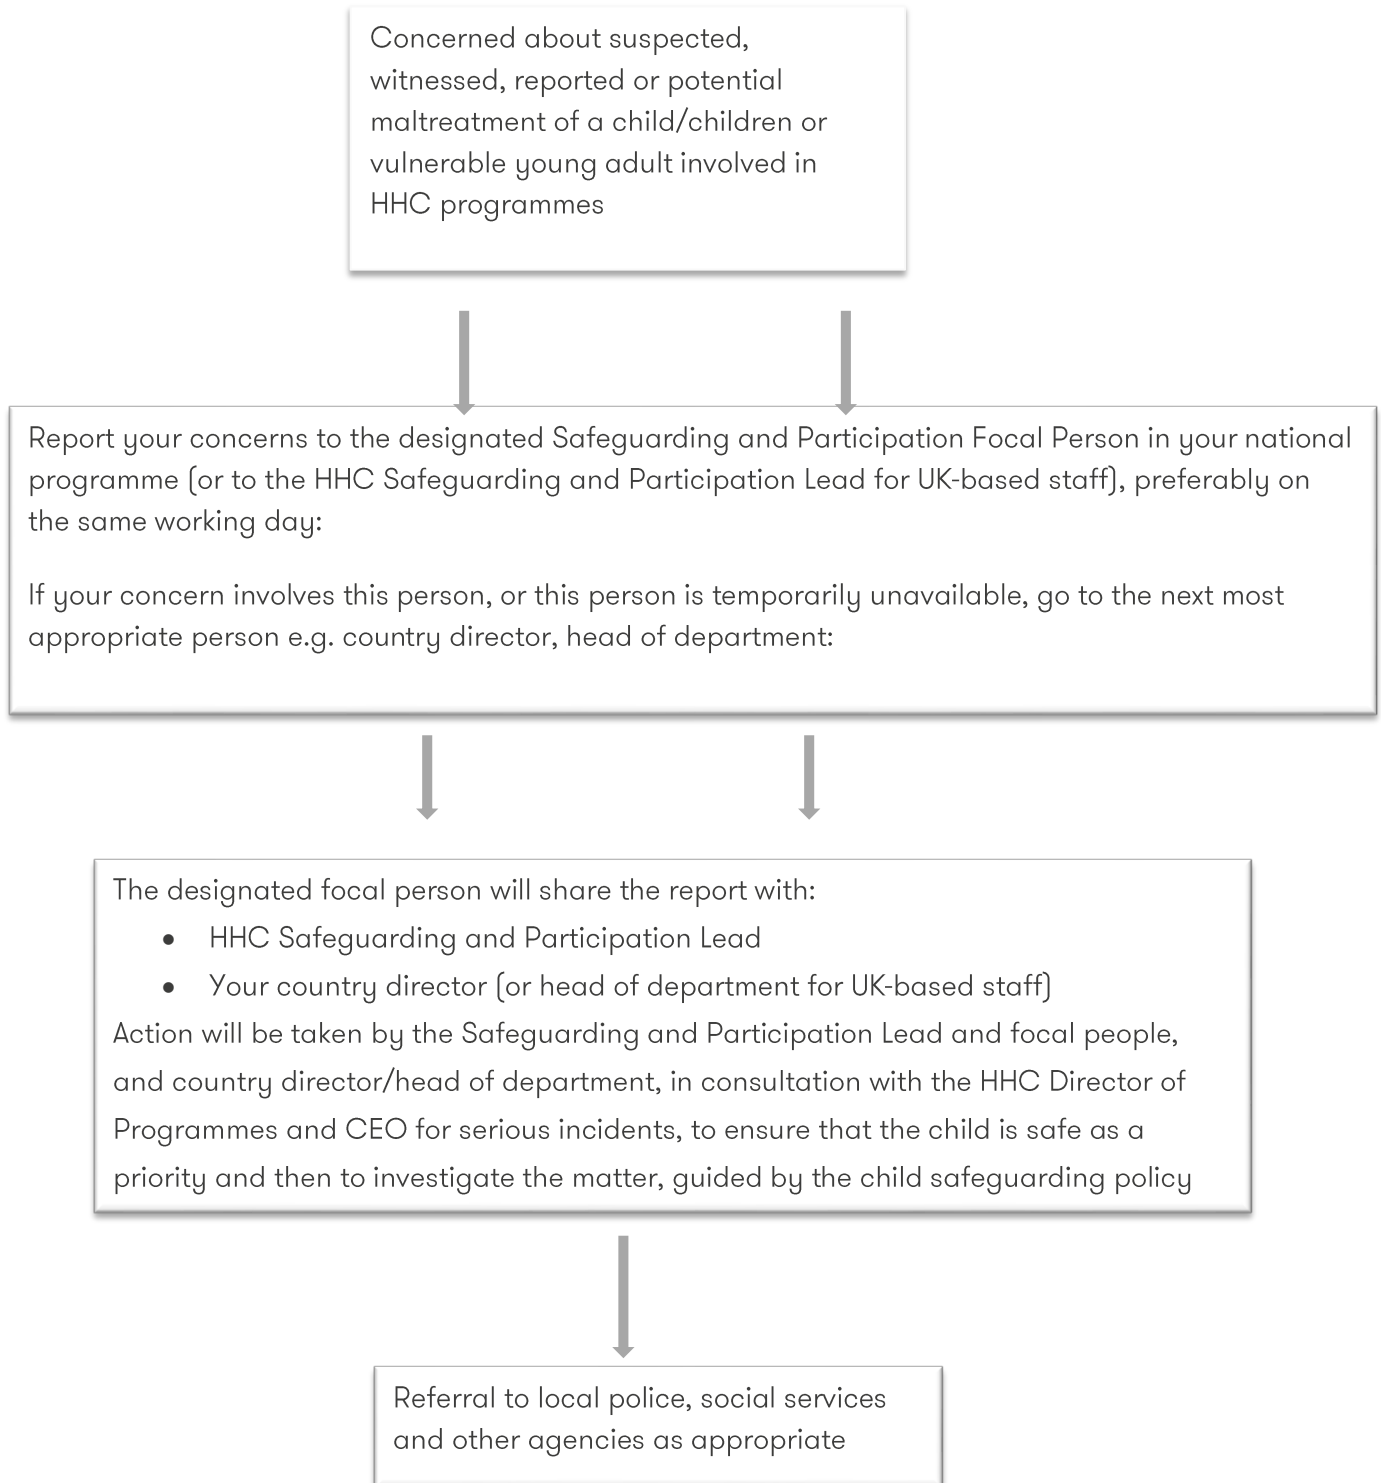 Concerned about suspected,
witnessed, reported or potential
maltreatment of a child/children or
vulnerable young adult involved in
HHC programmes
Report your concerns to the designated Safeguarding and Participation Focal Person in your national
programme (or to the HHC Safeguarding and Participation Lead for UK-based staff), preferably on
the same working day:
If your concern involves this person, or this person is temporarily unavailable, go to the next most
appropriate person e.g. country director, head of department:
The designated focal person will share the report with:
• HHC Safeguarding and Participation Lead
• Your country director (or head of department for UK-based staff)
Action will be taken by the Safeguarding and Participation Lead and focal people,
and country director/head of department, in consultation with the HHC Director of
Programmes and CEO for serious incidents, to ensure that the child is safe as a
priority and then to investigate the matter, guided by the child safeguarding policy
Referral to local police, social services
and other agencies as appropriate